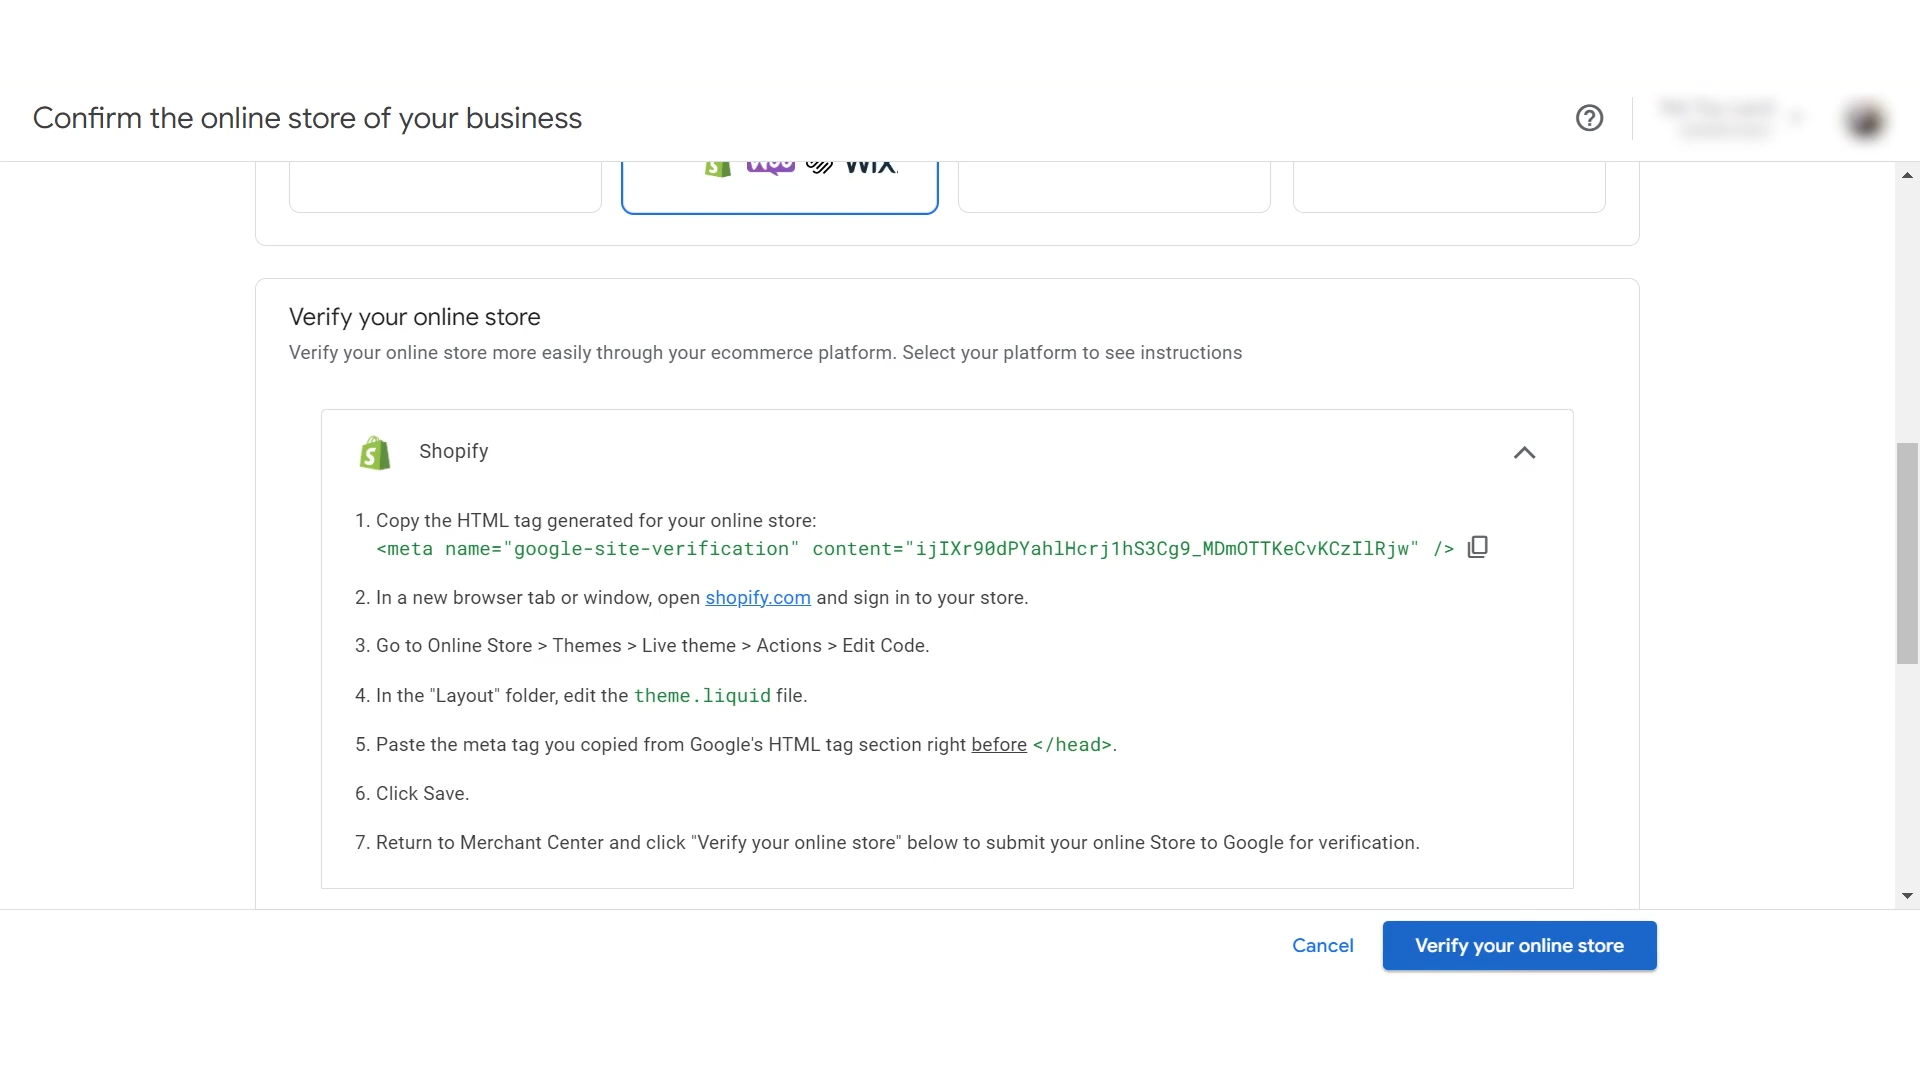 Confirm the online store of your business
Verify your online store
Verify your online store more easily through your ecommerce platform. Select your platform to see instructions
Shopify
1. Copy the HTML tag generated for your online store:
<meta name="google-site-verification" content="ijIXr90dPYahlHcrj1hS3Cg9_MDmOTTKeCvKCzIlRjw" />
2. In a new browser tab or window, open shopify.com and sign in to your store.
3. Go to Online Store > Themes > Live theme > Actions > Edit Code.
4. In the "Layout" folder, edit the theme.liquid file.
5. Paste the meta tag you copied from Google's HTML tag section right before </head>.
6. Click Save.
7. Return to Merchant Center and click "Verify your online store" below to submit your online Store to Google for verification.
Cancel
Verify your online store